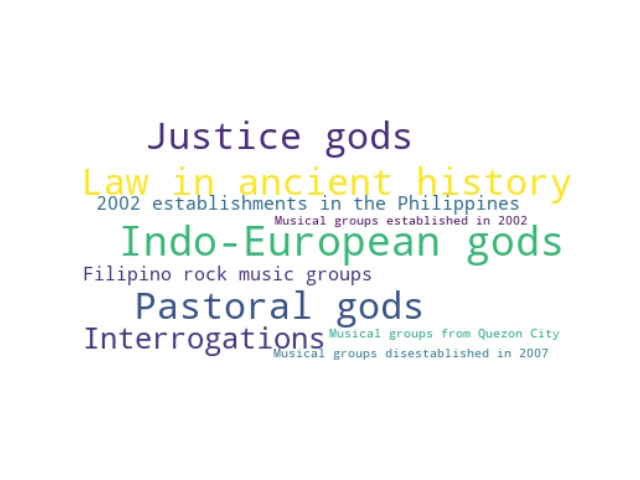 Justice gods
Law in ancient history
2002 establishments in the Philippines
Musical groups established in 2002
Indo-European gods
Filipino rock music groups
Pastoral gods
Interrogations
Musical groups from Quezon City
Musical groups disestablished in 2007